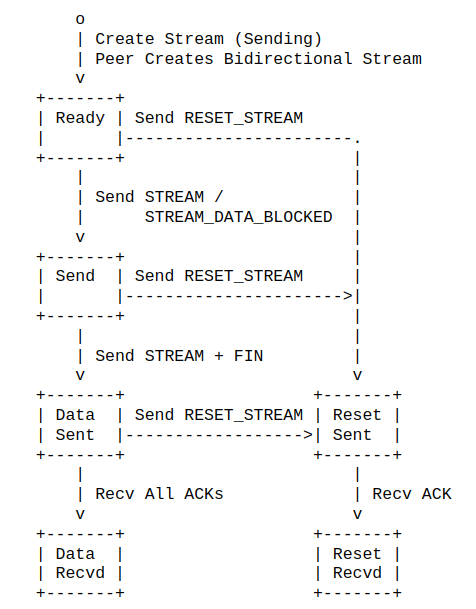 o
       | Create Stream (Sending)
       | Peer Creates Bidirectional Stream
       v
   +-------+
   | Ready | Send RESET_STREAM
   |       |-----------------------.
   +-------+                       |
       |                           |
       | Send STREAM /             |
       |      STREAM_DATA_BLOCKED  |
       v                           |
   +-------+                       |
   | Send  | Send RESET_STREAM     |
   |       |---------------------->|
   +-------+                       |
       |                           |
       | Send STREAM + FIN         |
       v                           v
   +-------+                   +-------+
   | Data  | Send RESET_STREAM | Reset |
   | Sent  |------------------>| Sent  |
   +-------+                   +-------+
       |                           |
       | Recv All ACKs             | Recv ACK
       v                           v
   +-------+                   +-------+
   | Data  |                   | Reset |
   | Recvd |                   | Recvd |
   +-------+                   +-------+